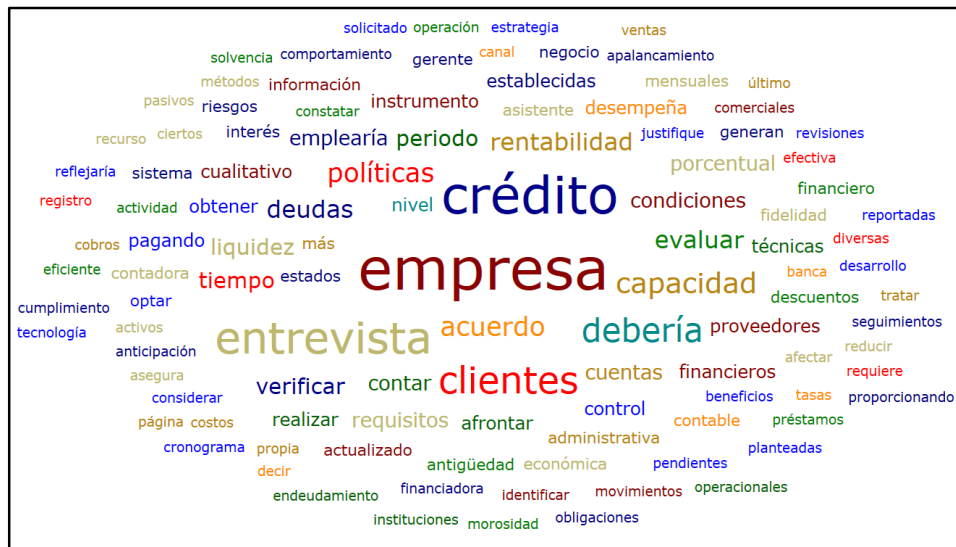 solicitado operación estrategia ventas
solvencia comportamiento gerente canal negocio apalancamiento
métodos información establecidas mensuales último
pasivos riesgos constatar instrumento asistente desempeña comerciales
recurso ciertos interés emplearía periodo rentabilidad justifique generan revisiones
reflejaría sistema cualitativo políticas crédito porcentual efectiva
registro actividad obtener deudas nivel condiciones financiero
fidelidad reportadas
cobros pagando liquidez más evaluar técnicas diversas
eficiente contadora tiempo estados empresa capacidad banca desarrollo
cumplimiento optar descuentos tratar
tecnología activos entrevista acuerdo debería proveedores seguimientos
anticipación afectar reducir
asegura verificar contar clientes cuentas financieros requiere
considerar beneficios tasas proporcionando
página costos realizar requisitos afrontar control contable préstamos
cronograma propia actualizado administrativa planteadas
decir antigüedad económica pendientes
endeudamiento financiadora identificar movimientos operacionales
instituciones morosidad obligaciones